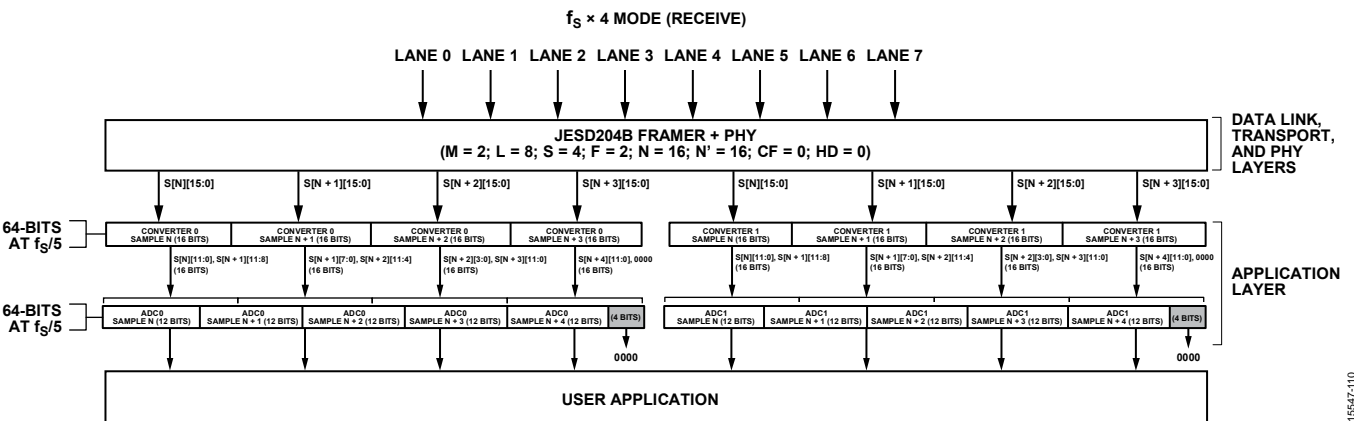 fS × 4 MODE (RECEIVE)
LANE 0 LANE 1 LANE 2 LANE 3 LANE 4 LANE 5 LANE 6 LANE 7
JESD204B FRAMER + PHY
(M = 2; L = 8; S = 4; F = 2; N = 16; N' = 16; CF = 0; HD = 0)
DATA LINK,
TRANSPORT,
AND PHY
LAYERS
S[N][15:0] S[N + 1][15:0] S[N + 2][15:0] S[N + 3][15:0] S[N][15:0] S[N + 1][15:0] S[N + 2][15:0] S[N + 3][15:0]
64-BITS
AT fS/5
CONVERTER 0 CONVERTER 0 CONVERTER 0 CONVERTER 0 CONVERTER 1 CONVERTER 1 CONVERTER 1 CONVERTER 1
SAMPLE N (16 BITS) SAMPLE N + 1 (16 BITS) SAMPLE N + 2 (16 BITS) SAMPLE N + 3 (16 BITS) SAMPLE N (16 BITS) SAMPLE N + 1 (16 BITS) SAMPLE N + 2 (16 BITS) SAMPLE N + 3 (16 BITS)
S[N][11:0], S[N + 1][11:8] S[N + 1][7:0], S[N + 2][11:4] S[N + 2][3:0], S[N + 3][11:0] S[N + 4][11:0], 0000 S[N][11:0], S[N + 1][11:8] S[N + 1][7:0], S[N + 2][11:4] S[N + 2][3:0], S[N + 3][11:0] S[N + 4][11:0], 0000
(16 BITS) (16 BITS) (16 BITS) (16 BITS) (16 BITS) (16 BITS) (16 BITS) (16 BITS)
APPLICATION
LAYER
64-BITS
AT fS/5
ADC0 ADC0 ADC0 ADC0 ADC0 ADC1 ADC1 ADC1 ADC1 ADC1
SAMPLE N (12 BITS) SAMPLE N + 1 (12 BITS) SAMPLE N + 2 (12 BITS) SAMPLE N + 3 (12 BITS) SAMPLE N + 4 (12 BITS) (4 BITS) SAMPLE N (12 BITS) SAMPLE N + 1 (12 BITS) SAMPLE N + 2 (12 BITS) SAMPLE N + 3 (12 BITS) SAMPLE N + 4 (12 BITS) (4 BITS)
0000 0000
USER APPLICATION
15547-110